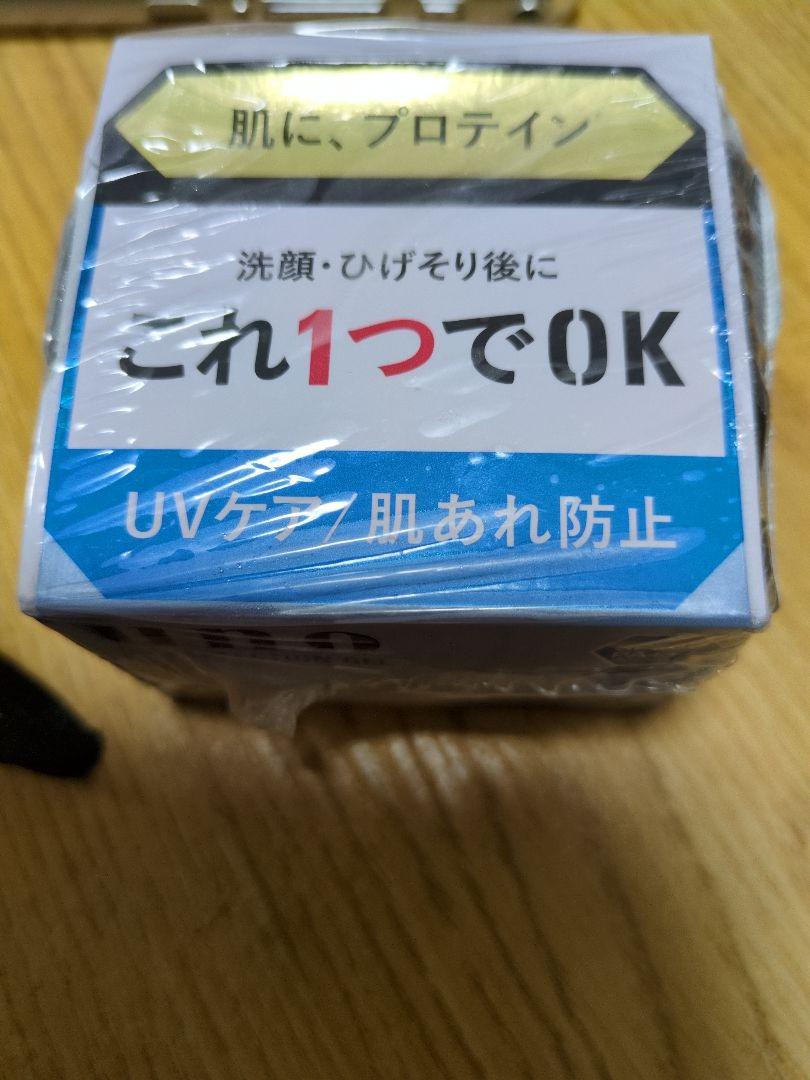 肌に、プロテイン
洗顔・ひげそり後に
これ1つでOK
UVケア/肌あれ防止